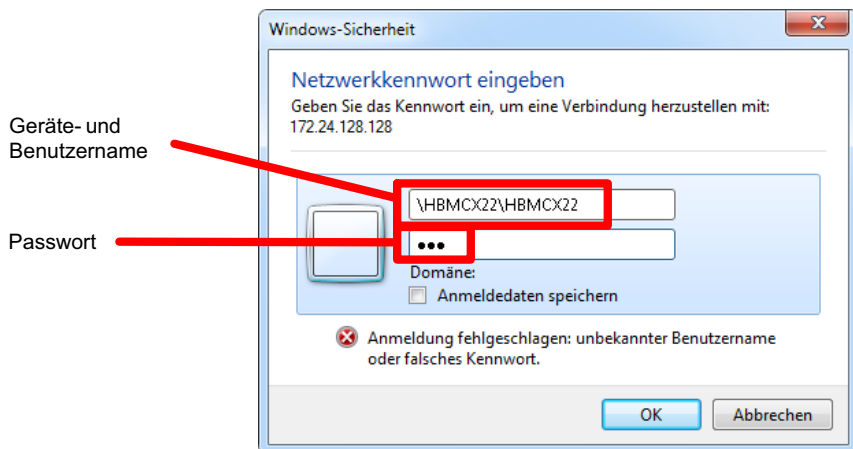 Windows-Sicherheit
Netzwerkkennwort eingeben
Geben Sie das Kennwort ein, um eine Verbindung herzustellen mit:
172.24.128.128
Geräte- und
Benutzername
\HBMCX22\HBMCX22
Passwort
●●●
Domäne:
Anmeldedaten speichern
Anmeldung fehlgeschlagen: unbekannter Benutzername
oder falsches Kennwort.
OK
Abbrechen